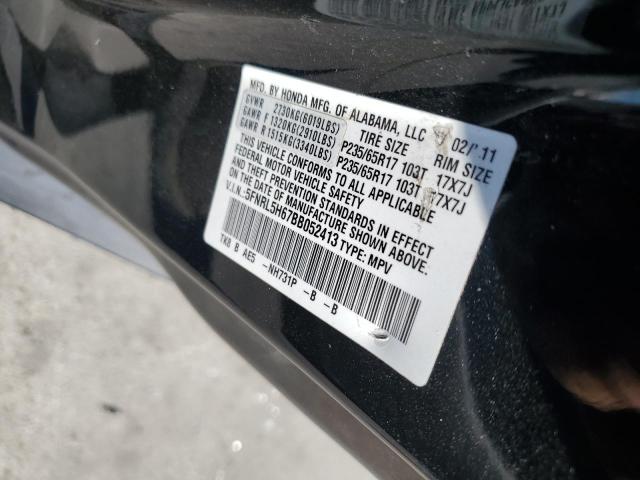 MFD. BY HONDA MFG. OF ALABAMA, LLC 02/11
GVWR 2730KG(6019LBS) TIRE SIZE RIM SIZE
GAWR F 1320KG(2910LBS) P235/65R17 103T 17X7J
GAWR R 1515KG(3340LBS) P235/65R17 103T 17X7J
THIS VEHICLE CONFORMS TO ALL APPLICABLE
FEDERAL MOTOR VEHICLE SAFETY
AND THEFT PREVENTION STANDARDS IN EFFECT
ON THE DATE OF MANUFACTURE SHOWN ABOVE.
V.I.N.:5FNRL5H67BB052413 TYPE: MPV
TK8 B AE5 -NH731P -B -B